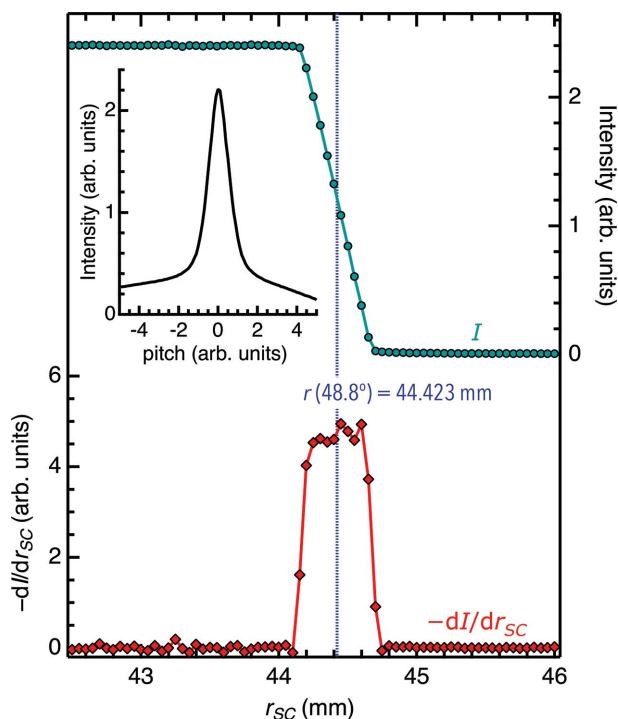 2
1
0
Intensity (arb. units)
2
1
0
Intensity (arb. units)
-4 -2 0 2 4
pitch (arb. units)
I
r (48.8º) = 44.423 mm
6
4
2
0
−dI/dr_SC (arb. units)
−dI/dr_SC
43 44 45 46
r_SC (mm)